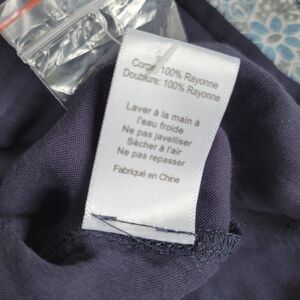 Corps: 100% Rayonne
Doublure: 100% Rayonne
Laver à la main à
l'eau froide
Ne pas javelliser
Sécher à l'air
Ne pas repasser
Fabriqué en Chine